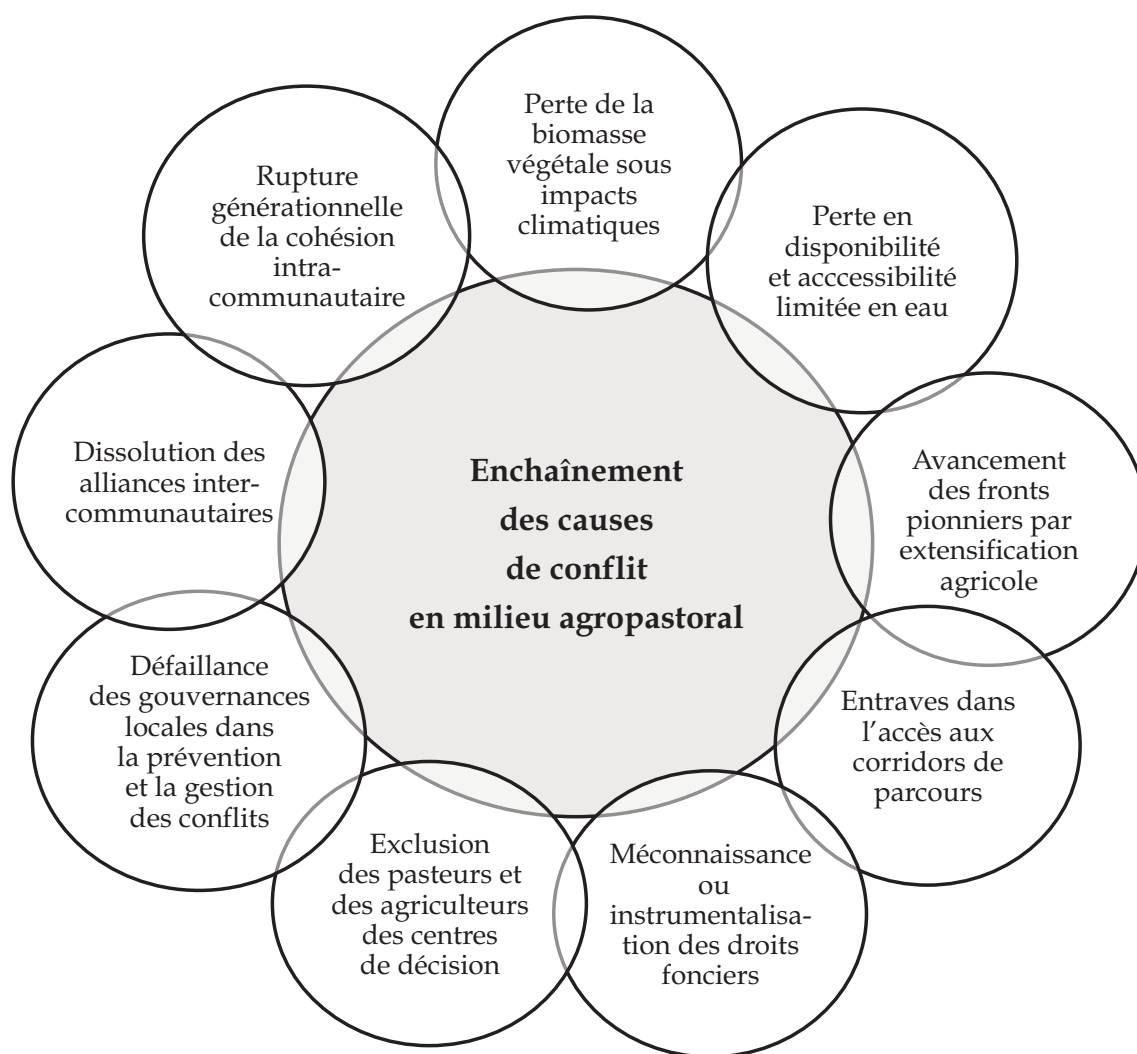 Perte de la
biomasse
végétale sous
impacts
climatiques
Perte en
disponibilité
et acccessibilité
limitée en eau
Avancement
des fronts
pionniers par
extensification
agricole
Entraves dans
l’accès aux
corridors de
parcours
Méconnaissance
ou
instrumentalisa-
tion des droits
fonciers
Exclusion
des pasteurs et
des agriculteurs
des centres
de décision
Défaillance
des gouvernances
locales dans
la prévention
et la gestion
des conflits
Dissolution des
alliances inter-
communautaires
Rupture
générationnelle
de la cohésion
intra-
communautaire
Enchaînement
des causes
de conflit
en milieu agropastoral